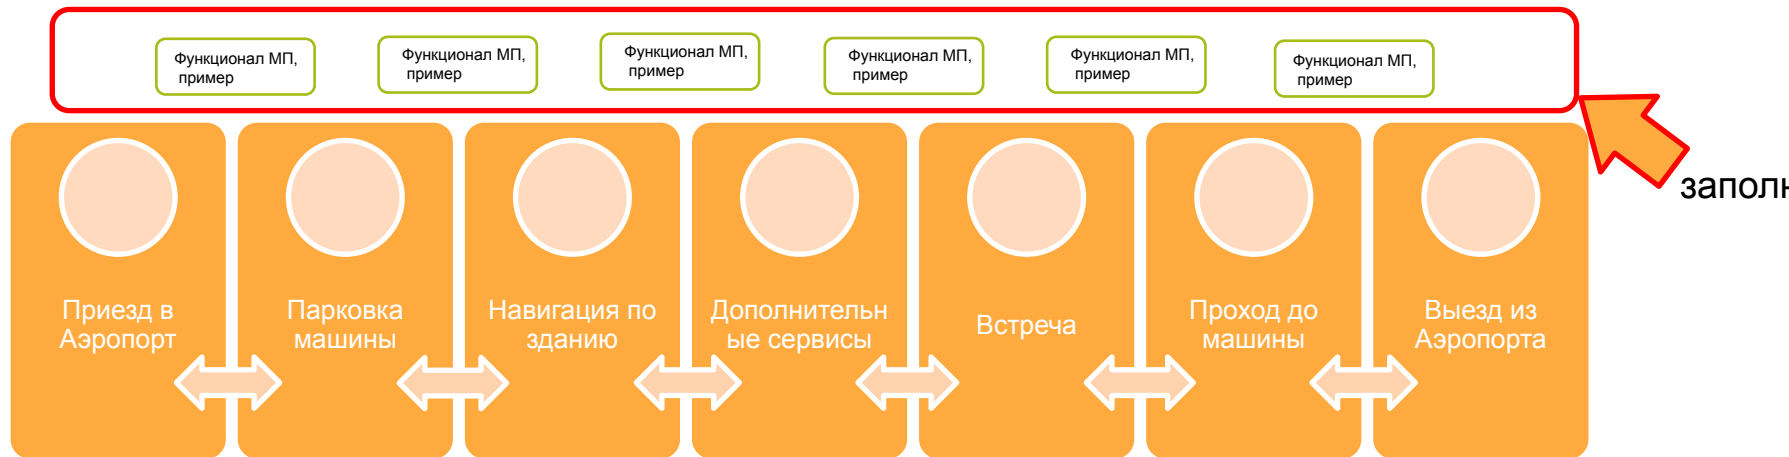 Функционал МП,
пример
Функционал МП,
пример
Функционал МП,
пример
Функционал МП,
пример
Функционал МП,
пример
Функционал МП,
пример
Приезд в
Аэропорт
Парковка
машины
Навигация по
зданию
Дополнительн
ые сервисы
Встреча
Проход до
машины
Выезд из
Аэропорта